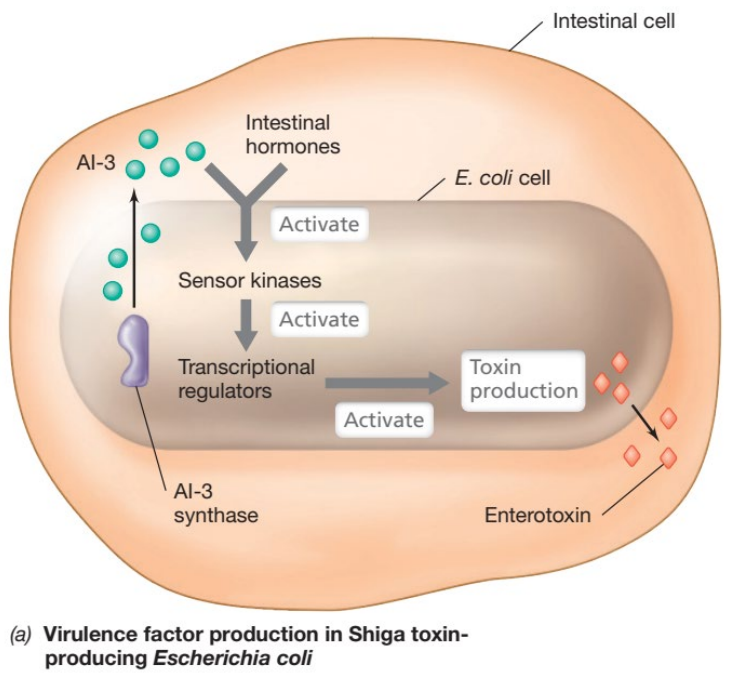 Intestinal cell
Intestinal
hormones
AI-3
E. coli cell
Activate
Sensor kinases
Activate
Transcriptional
regulators
Toxin
production
Activate
AI-3
synthase
Enterotoxin
(a) Virulence factor production in Shiga toxin-
producing Escherichia coli